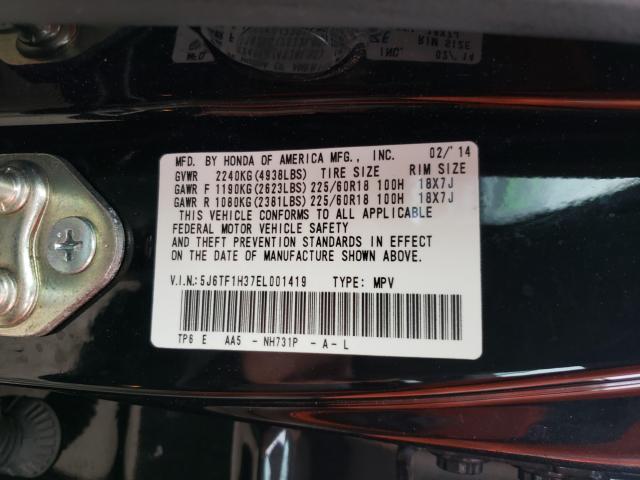 MFD. BY HONDA OF AMERICA MFG., INC. 02/'14
GVWR 2240KG(4938LBS) TIRE SIZE RIM SIZE
GAWR F 1190KG(2623LBS) 225/60R18 100H 18X7J
GAWR R 1080KG(2381LBS) 225/60R18 100H 18X7J
THIS VEHICLE CONFORMS TO ALL APPLICABLE
FEDERAL MOTOR VEHICLE SAFETY
AND THEFT PREVENTION STANDARDS IN EFFECT
ON THE DATE OF MANUFACTURE SHOWN ABOVE.
V.I.N:5J6TF1H37EL001419 TYPE: MPV
TP6 E AA5 - NH731P - A - L